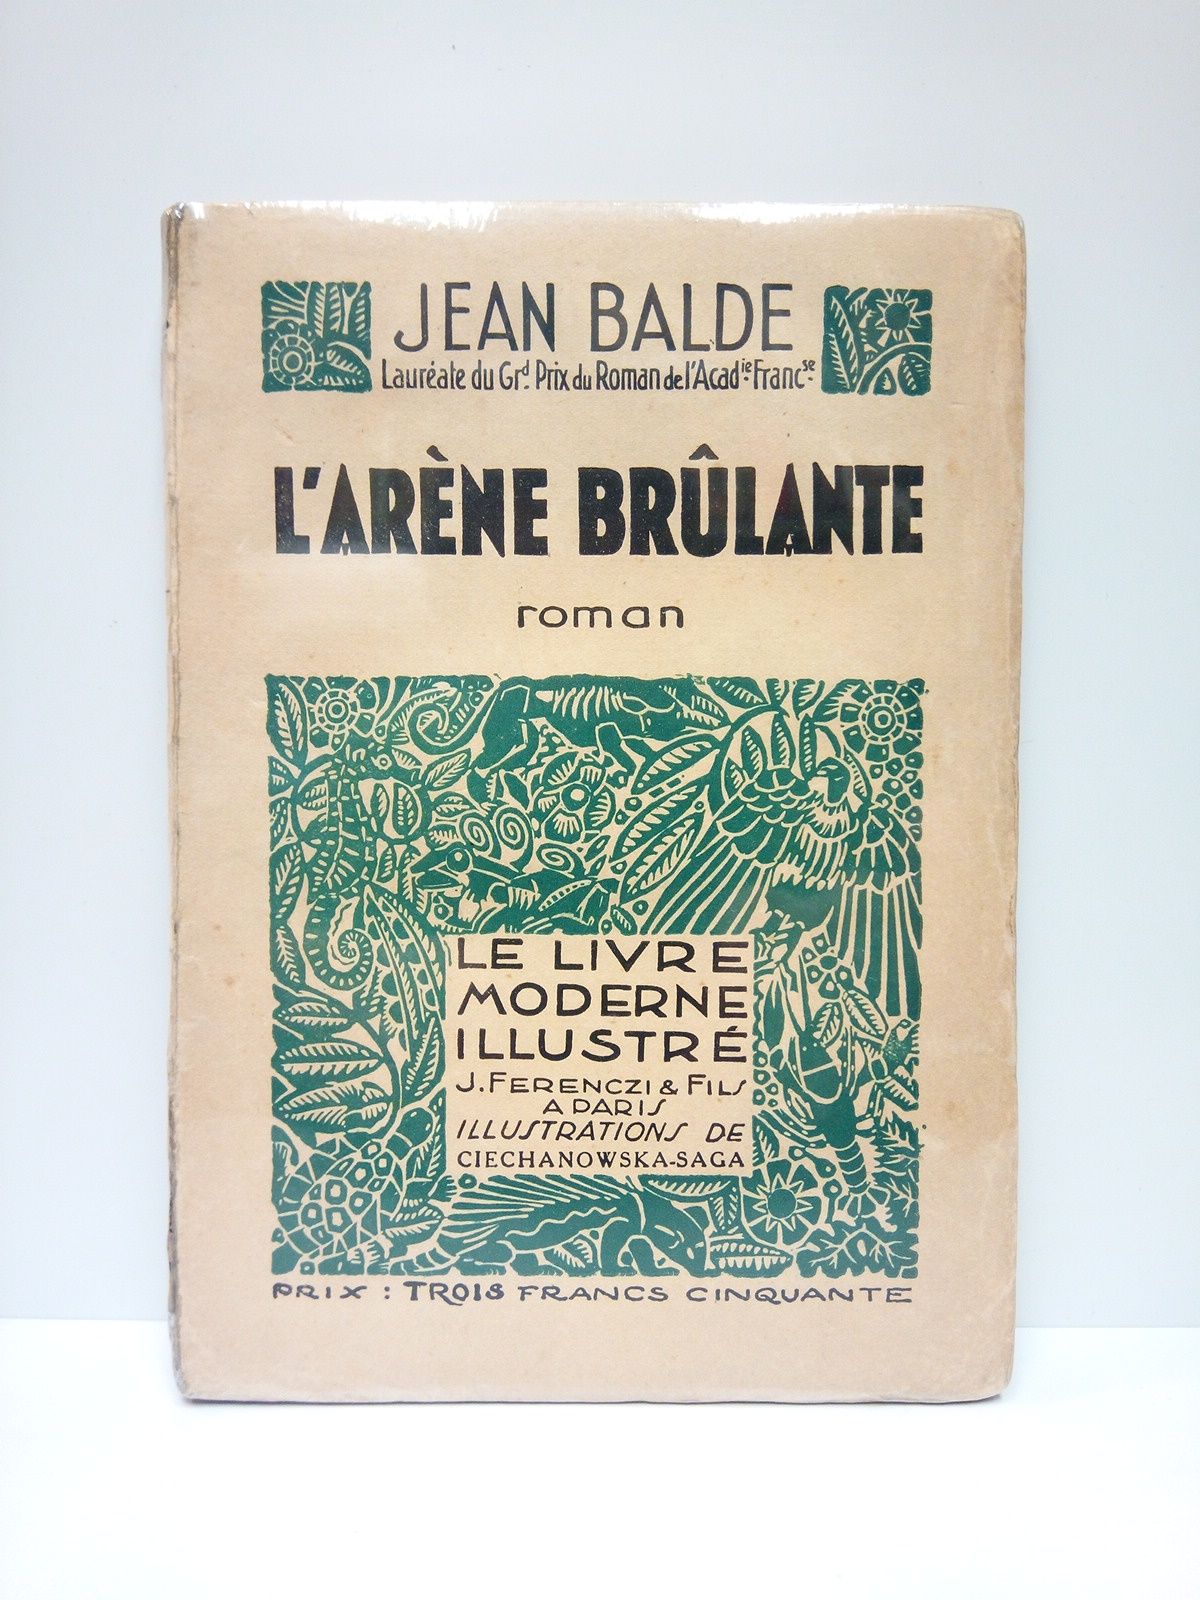 JEAN BALDE
Lauréate du Grd Prix du Roman de l'Acadie-Francse-
L'ARÈNE BRÛLANTE
roman
LE LIVRE
MODERNE
ILLUSTRÉ
J. FERENCZI & FILS
A PARIS
ILLUSTRATIONS DE
CIECHANOWSKA-SAGA
PRIX : TROIS FRANCS CINQUANTE